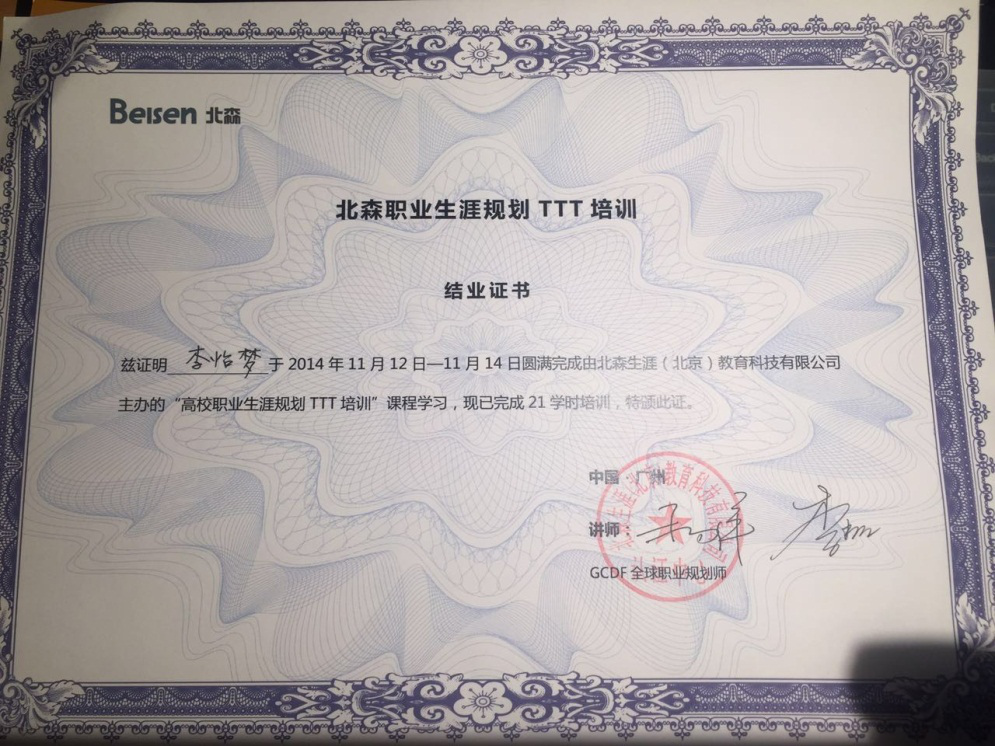 Beisen 北森
北森职业生涯规划 TTT 培训
结业证书
兹证明 李怡梦 于 2014 年 11 月 12 日—11 月 14 日圆满完成由北森生涯（北京）教育科技有限公司
主办的“高校职业生涯规划 TTT 培训”课程学习，现已完成 21 学时培训，特颁此证。
中国·广州
讲师：
GCDF 全球职业规划师